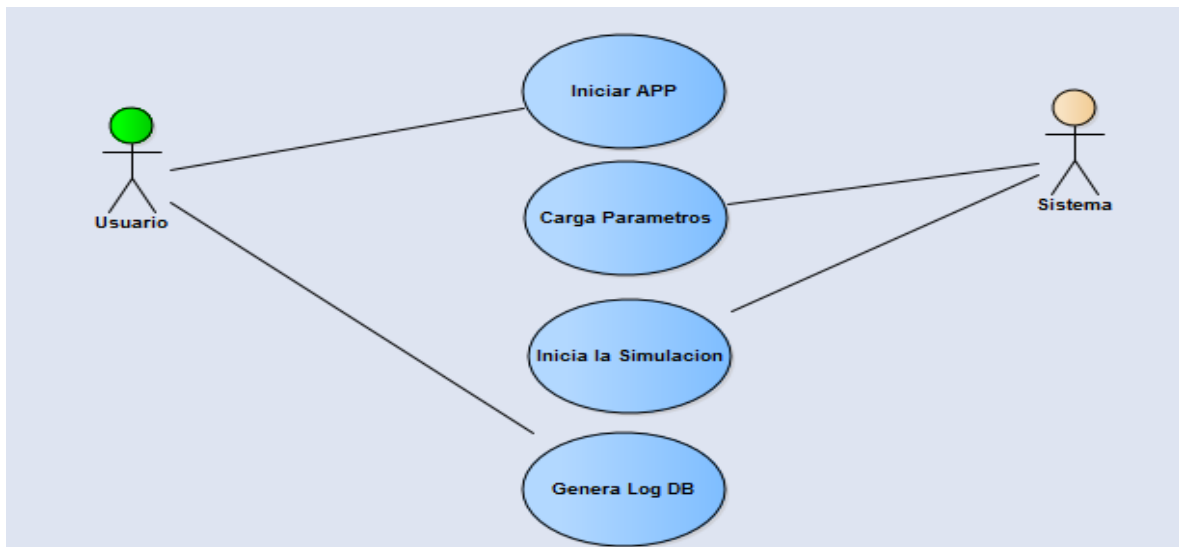 Iniciar APP
Usuario
Carga Parametros
Sistema
Inicia la Simulacion
Genera Log DB